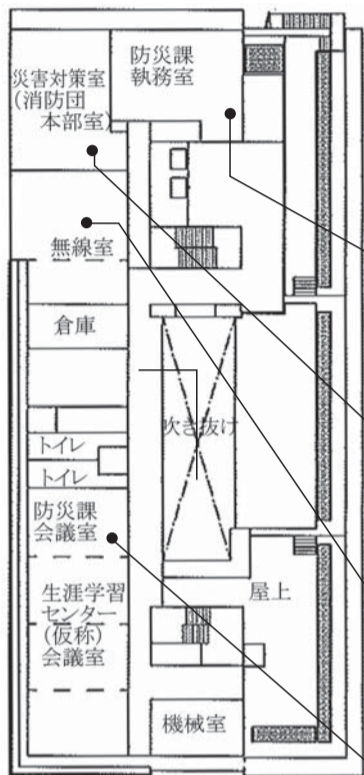 防災課
執務室
災害対策室
(消防団
本部室)
無線室
倉庫
吹き抜け
トイレ
トイレ
防災課
会議室
生涯学習
センター
(仮称)
会議室
屋上
機械室